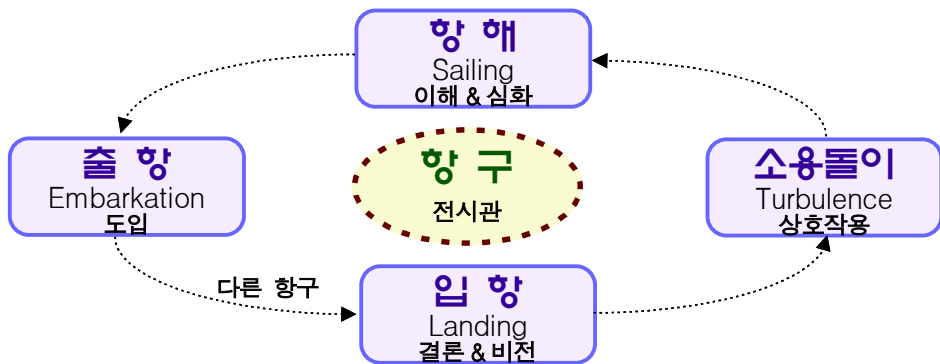 항 해
Sailing
이해 & 심화
출 항
Embarkation
도입
항 구
전시관
소용돌이
Turbulence
상호작용
다른 항구
입 항
Landing
결론 & 비전